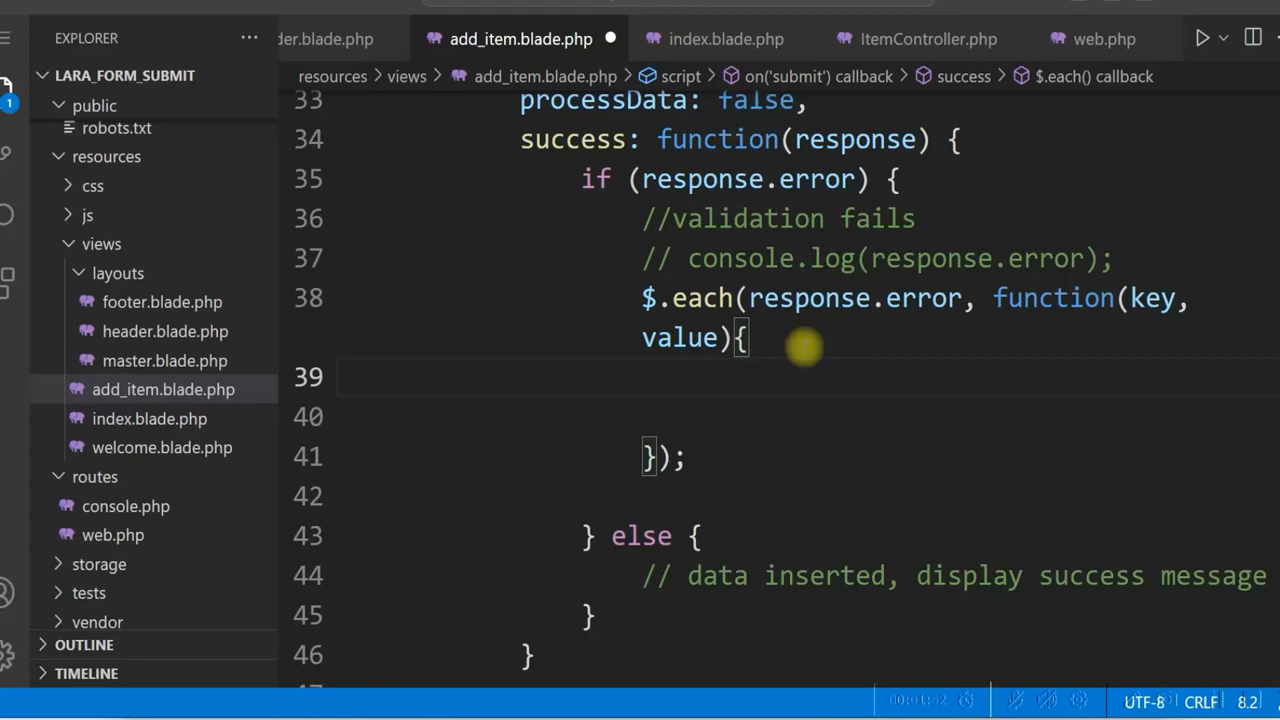 EXPLORER
···
der.blade.php
add_item.blade.php
index.blade.php
ItemController.php
web.php
LARA_FORM_SUBMIT
resources > views > add_item.blade.php > script > on('submit') callback > success > $.each() callback
1
public
robots.txt
resources
css
js
views
layouts
footer.blade.php
header.blade.php
master.blade.php
add_item.blade.php
index.blade.php
welcome.blade.php
routes
console.php
web.php
storage
tests
vendor
OUTLINE
TIMELINE
33 processData: false,
34 success: function(response) {
35 if (response.error) {
36 //validation fails
37 // console.log(response.error);
38 $.each(response.error, function(key,
value){
39
40
41 });
42
43 } else {
44 // data inserted, display success message
45 }
46 }
UTF-8 CRLF 8.2